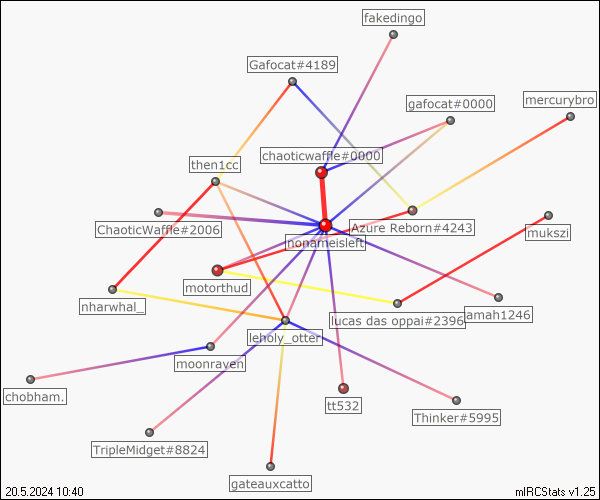 fakedingo
Gafocat#4189
gafocat#0000
mercurybro
chaoticwaffle#0000
then1cc
ChaoticWaffle#2006
Azure Reborn#4243
mukszi
nonameisleft
motorthud
nharwhal_
lucas das oppai#2396
amah1246
leholy_otter
moonraven
chobham.
tt532
Thinker#5995
TripleMidget#8824
gateauxcatto
20.5.2024 10:40
mIRCStats v1.25